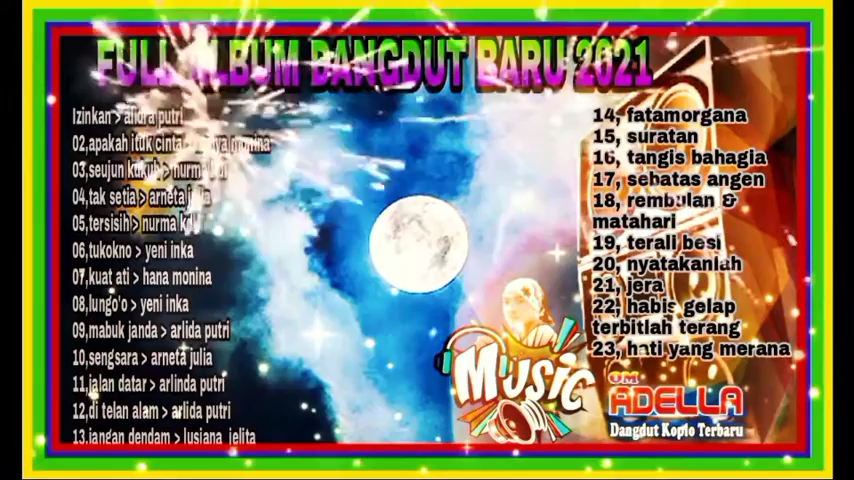 FULL ALBUM DANGDUT BARU 2021
Izinkan > alidra putri
02,apakah ituk cinta monina
03,seujun kukuh > nurma
04,tak setia > arneta julia
05,tersisih > nurma kdi
06,tukokno > yeni inka
07,kuat ati > hana monina
08,lungo'o > yeni inka
09,mabuk janda > arlida putri
10,sengsara > arneta julia
11,jalan datar > arlinda putri
12,di telan alam > arlida putri
13,jangan dendam > lusiana jelita
14, fatamorgana
15, suratan
16, tangis bahagia
17, sebatas angen
18, rembulan &
matahari
19, terali besi
20, nyatakanlah
21, jera
22, habis gelap
terbitlah terang
23, hati yang merana
MUSIC
OM
ADELLA
Dangdut Koplo Terbaru